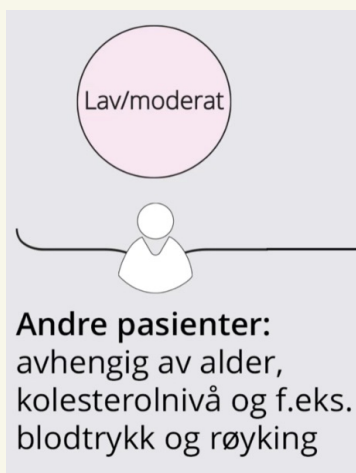 Lav/moderat
Andre pasienter:
avhengig av alder,
kolesterolnivå og f.eks.
blodtrykk og røyking